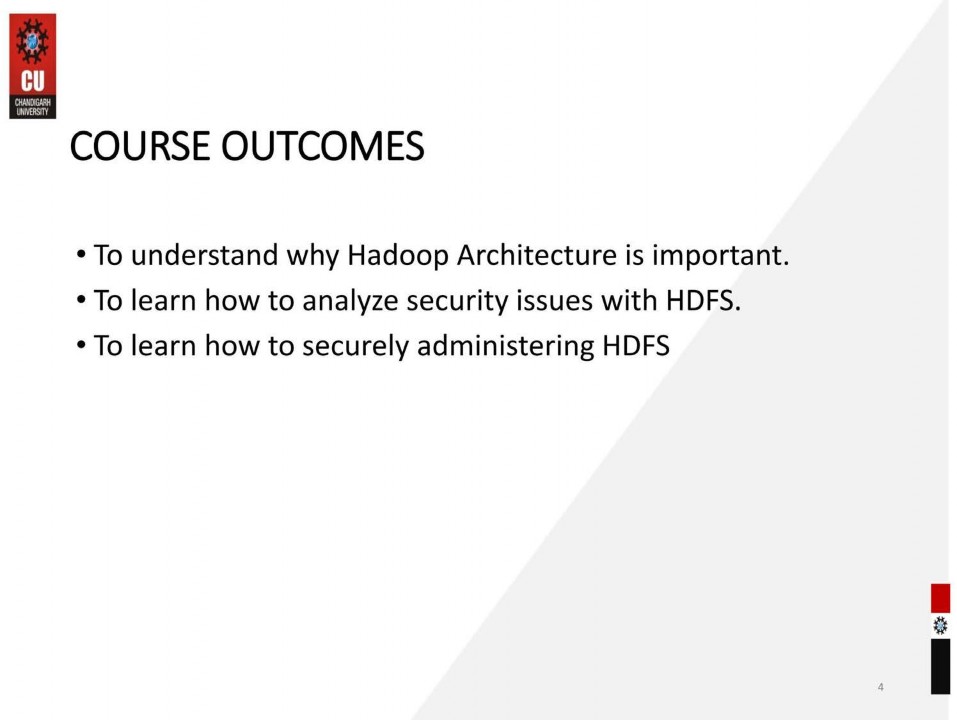 CU
CHANDIGARH
UNIVERSITY
COURSE OUTCOMES
• To understand why Hadoop Architecture is important.
• To learn how to analyze security issues with HDFS.
• To learn how to securely administering HDFS
4